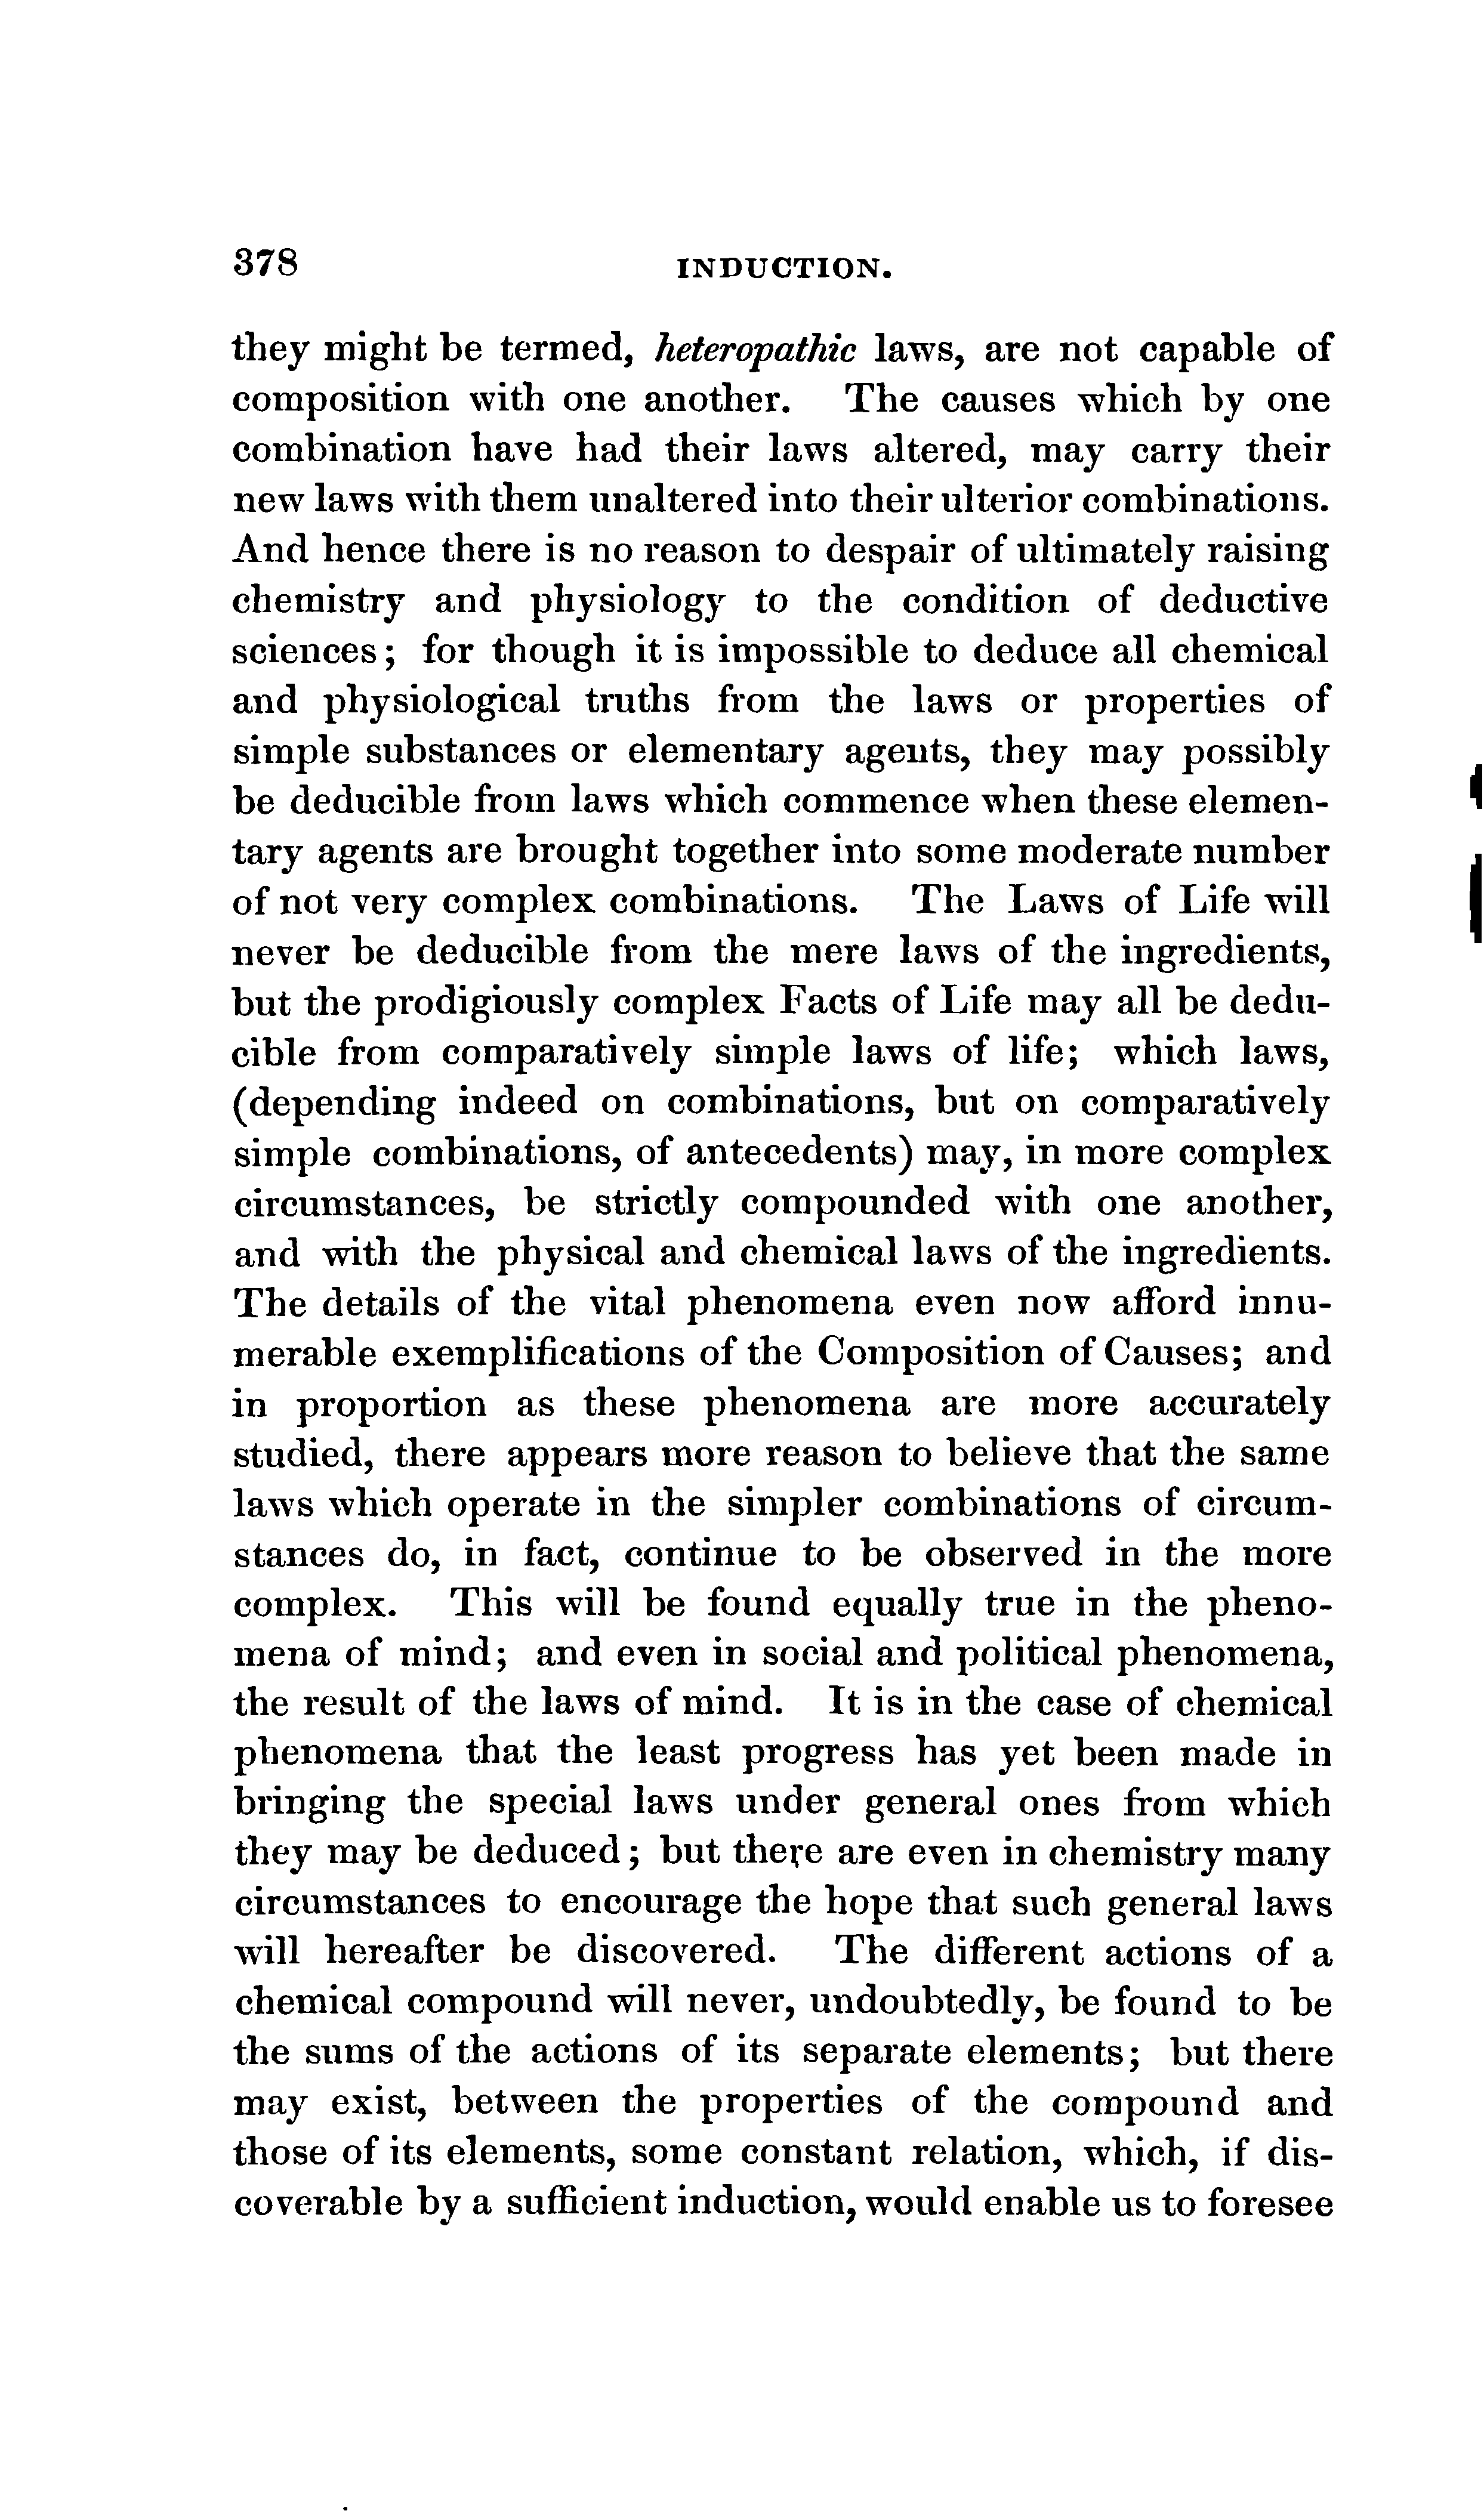 378 INDUCTION.
they might be termed, heteropathic laws, are not capable of
composition with one another. The causes which by one
combination have had their laws altered, may carry their
new laws with them unaltered into their ulterior combinations.
And hence there is no reason to despair of ultimately raising
chemistry and physiology to the condition of deductive
sciences; for though it is impossible to deduce all chemical
and physiological truths from the laws or properties of
simple substances or elementary agents, they may possibly
be deducible from laws which commence when these elemen-
tary agents are brought together into some moderate number
of not very complex combinations. The Laws of Life will
never be deducible from the mere laws of the ingredients,
but the prodigiously complex Facts of Life may all be dedu-
cible from comparatively simple laws of life; which laws,
(depending indeed on combinations, but on comparatively
simple combinations, of antecedents) may, in more complex
circumstances, be strictly compounded with one another,
and with the physical and chemical laws of the ingredients.
The details of the vital phenomena even now afford innu-
merable exemplifications of the Composition of Causes; and
in proportion as these phenomena are more accurately
studied, there appears more reason to believe that the same
laws which operate in the simpler combinations of circum-
stances do, in fact, continue to be observed in the more
complex. This will be found equally true in the pheno-
mena of mind; and even in social and political phenomena,
the result of the laws of mind. It is in the case of chemical
phenomena that the least progress has yet been made in
bringing the special laws under general ones from which
they may be deduced; but there are even in chemistry many
circumstances to encourage the hope that such general laws
will hereafter be discovered. The different actions of a
chemical compound will never, undoubtedly, be found to be
the sums of the actions of its separate elements; but there
may exist, between the properties of the compound and
those of its elements, some constant relation, which, if dis-
coverable by a sufficient induction, would enable us to foresee